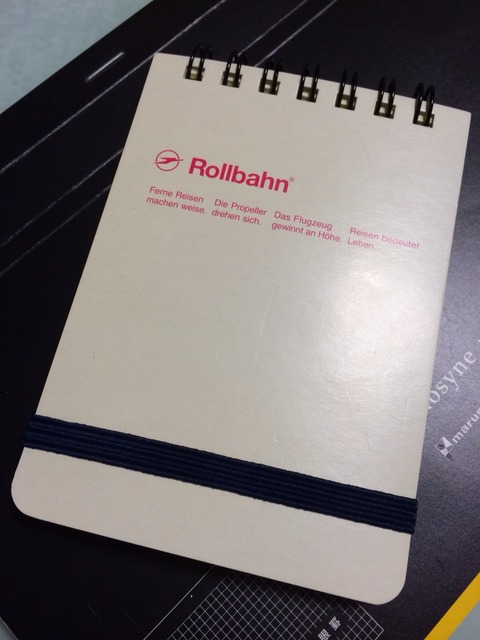 Rollbahn®
Ferne Reisen
machen weise.
Die Propeller
drehen sich.
Das Flugzeug
gewinnt an Höhe.
Reisen bedeutet
Leben.